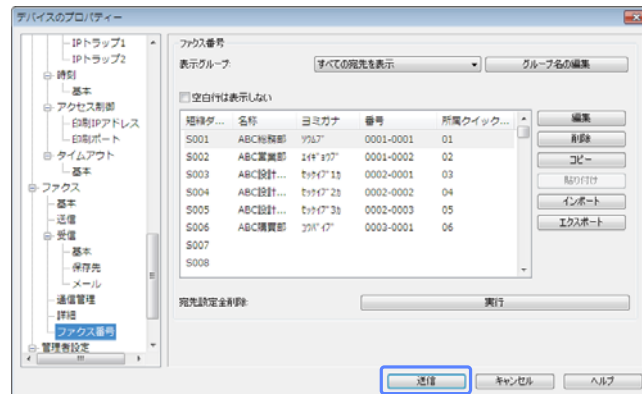 デバイスのプロパティー
IPトラップ1
IPトラップ2
時刻
基本
アクセス制御
印刷IPアドレス
印刷ポート
タイムアウト
基本
ファクス
基本
送信
受信
基本
保存先
メール
通信管理
詳細
ファクス番号
管理者設定
ファクス番号
表示グループ
すべての宛先を表示
グループ名の編集
空白行は表示しない
短縮ダ... 名称 ヨミガナ 番号 所属クイック...
S001 ABC総務部 ソウムブ 0001-0001 01
S002 ABC営業部 エイギョウブ 0001-0002 02
S003 ABC設計... セッケイブ1カ 0002-0001 03
S004 ABC設計... セッケイブ2カ 0002-0002 04
S005 ABC設計... セッケイブ3カ 0002-0003 05
S006 ABC購買部 コウバイブ 0003-0001 06
S007
S008
編集
削除
コピー
貼り付け
インポート
エクスポート
宛先設定全削除:
実行
送信
キャンセル
ヘルプ